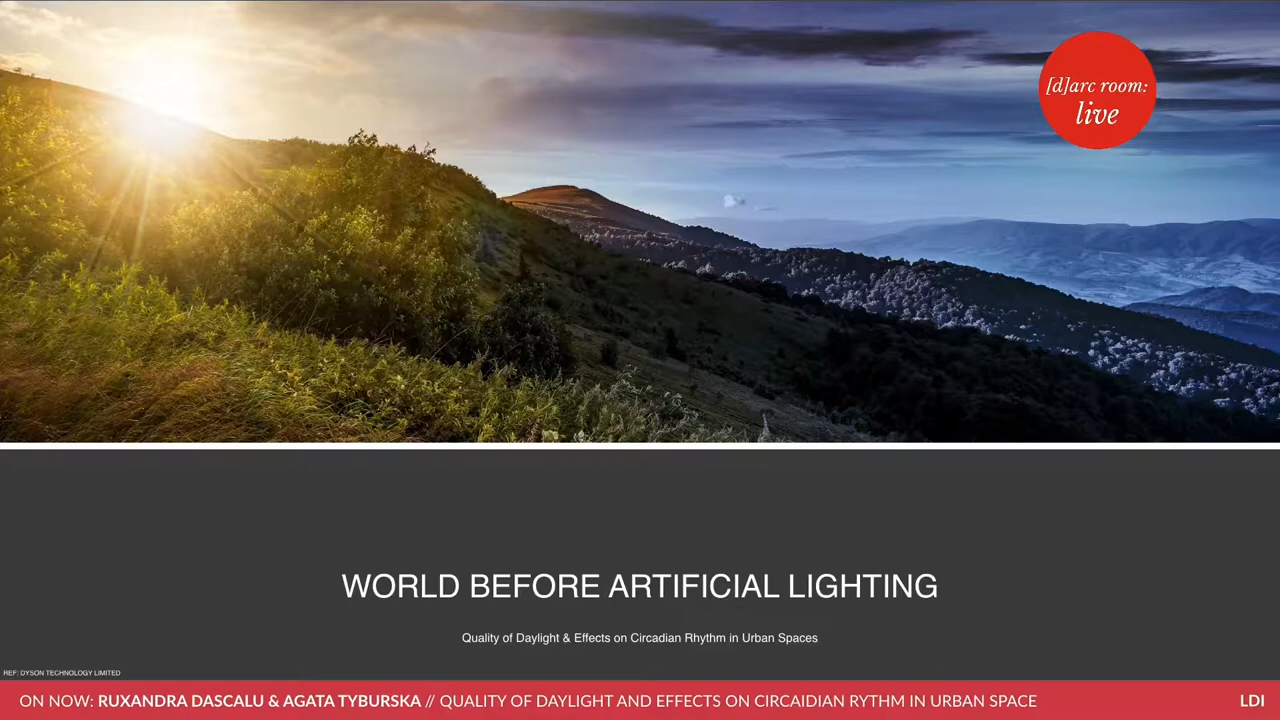 [d]arc room:
live
WORLD BEFORE ARTIFICIAL LIGHTING
Quality of Daylight & Effects on Circadian Rhythm in Urban Spaces
REF: DYSON TECHNOLOGY LIMITED
ON NOW: RUXANDRA DASCALU & AGATA TYBURSKA // QUALITY OF DAYLIGHT AND EFFECTS ON CIRCAIDIAN RYTHM IN URBAN SPACE LDI